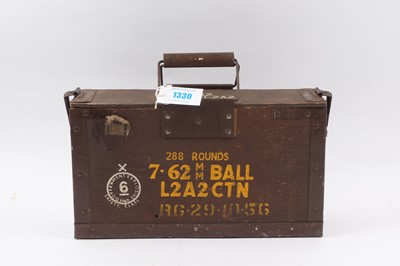 1330
288 ROUNDS
7·62 MM BALL
L2A2 CTN
RG·29·10·56
X
6